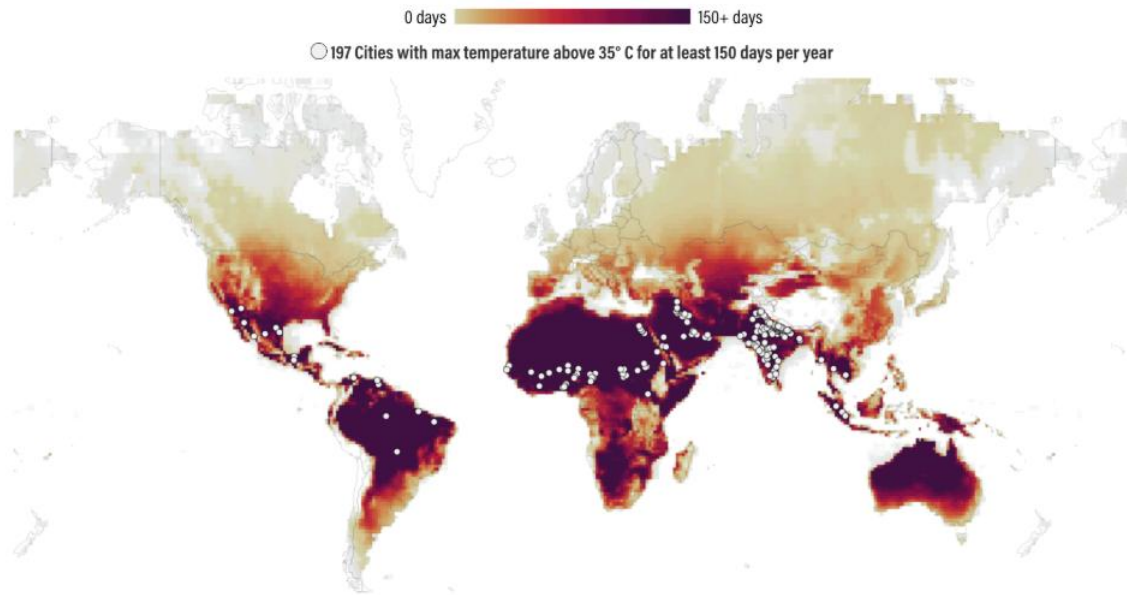 0 days 150+ days
197 Cities with max temperature above 35° C for at least 150 days per year